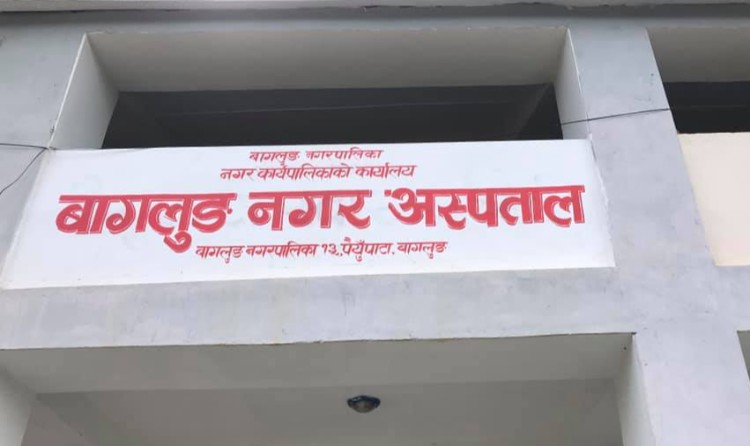 बागलुङ नगरपालिका
नगर कार्यपालिकाको कार्यालय
बागलुङ नगर अस्पताल
बागलुङ नगरपालिका १३, पैयुँपाटा, बागलुङ